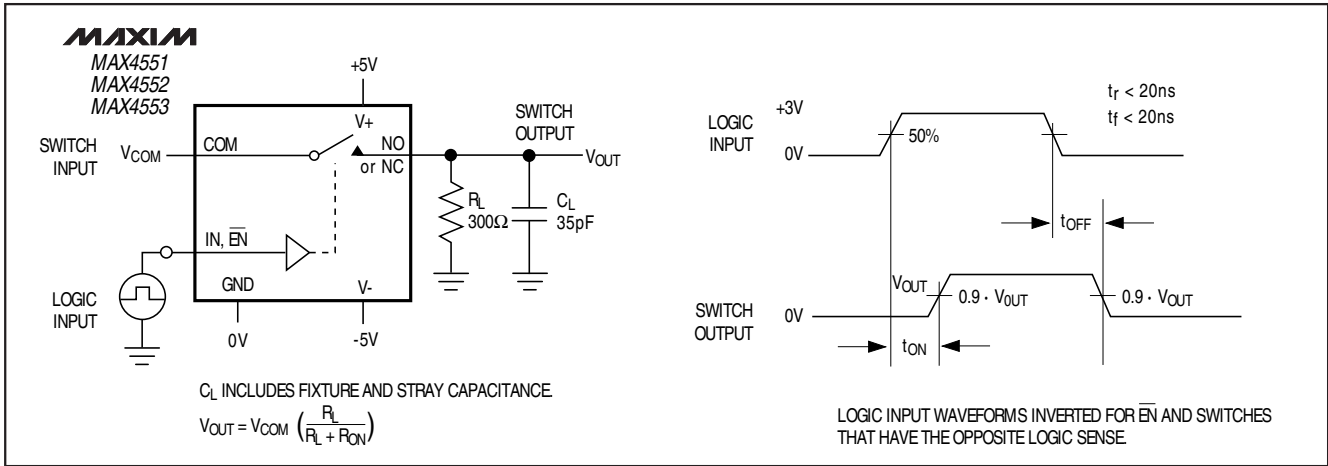 MAXIM
MAX4551
MAX4552
MAX4553
+5V
V+
SWITCH
INPUT
VCOM
COM
NO
or NC
SWITCH
OUTPUT
VOUT
RL
300Ω
CL
35pF
IN, E̅N̅
LOGIC
INPUT
GND
0V
V-
-5V
CL INCLUDES FIXTURE AND STRAY CAPACITANCE.
VOUT = VCOM (RL / RL + RON)
LOGIC
INPUT
+3V
0V
50%
tr < 20ns
tf < 20ns
tOFF
SWITCH
OUTPUT
VOUT
0V
0.9 · V0UT
0.9 · VOUT
tON
LOGIC INPUT WAVEFORMS INVERTED FOR E̅N̅ AND SWITCHES
THAT HAVE THE OPPOSITE LOGIC SENSE.